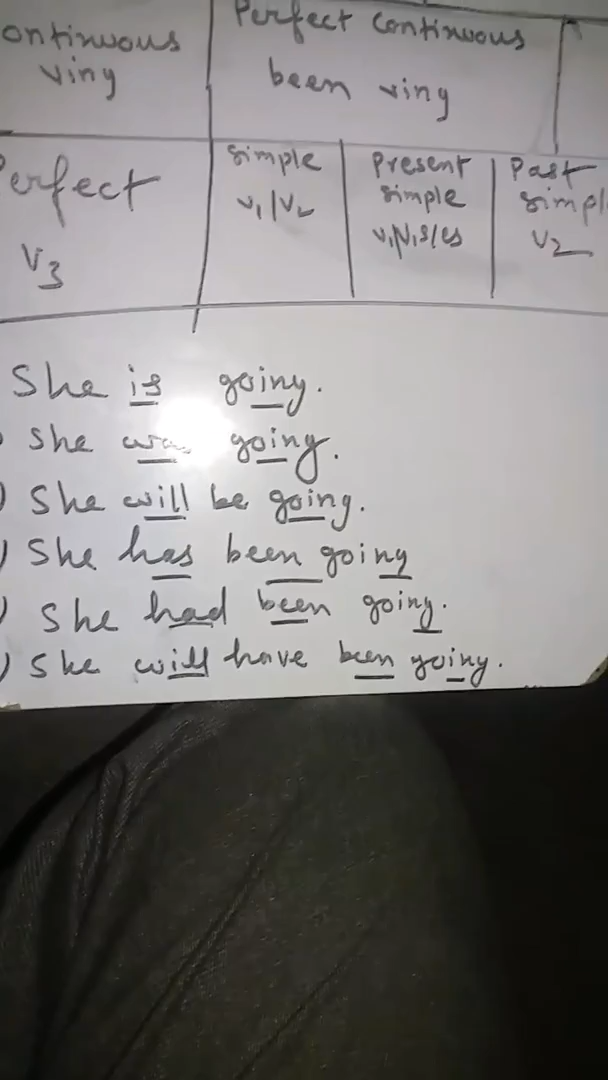 ontinuous Perfect Continuous
ving been ving
erfect simple Present Past
V1/V2 simple simpl
V3 V1/V1s/es V2
She is going.
She was going.
) She will be going.
) She has been going
) She had been going.
) She will have been going.